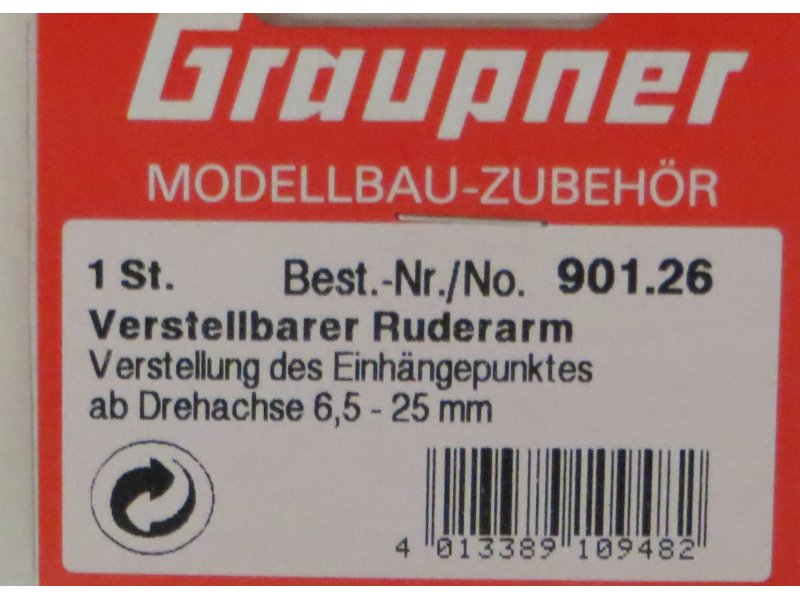 Graupner
MODELLBAU-ZUBEHÖR
1 St. Best.-Nr./No. 901.26
Verstellbarer Ruderarm
Verstellung des Einhängepunktes
ab Drehachse 6,5 - 25 mm
4 013389 109482